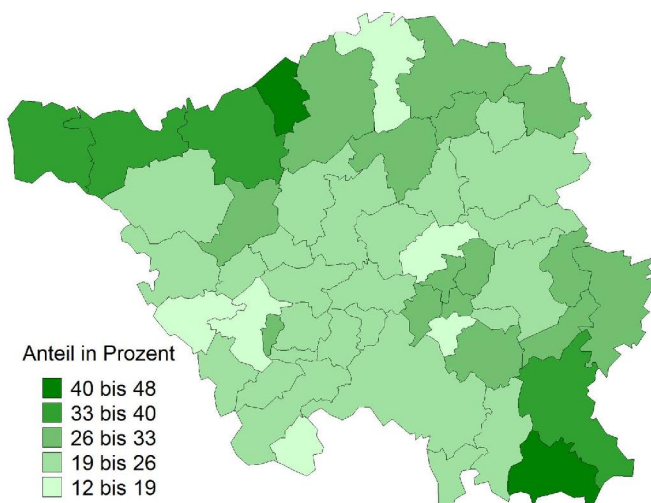 Anteil in Prozent
40 bis 48
33 bis 40
26 bis 33
19 bis 26
12 bis 19